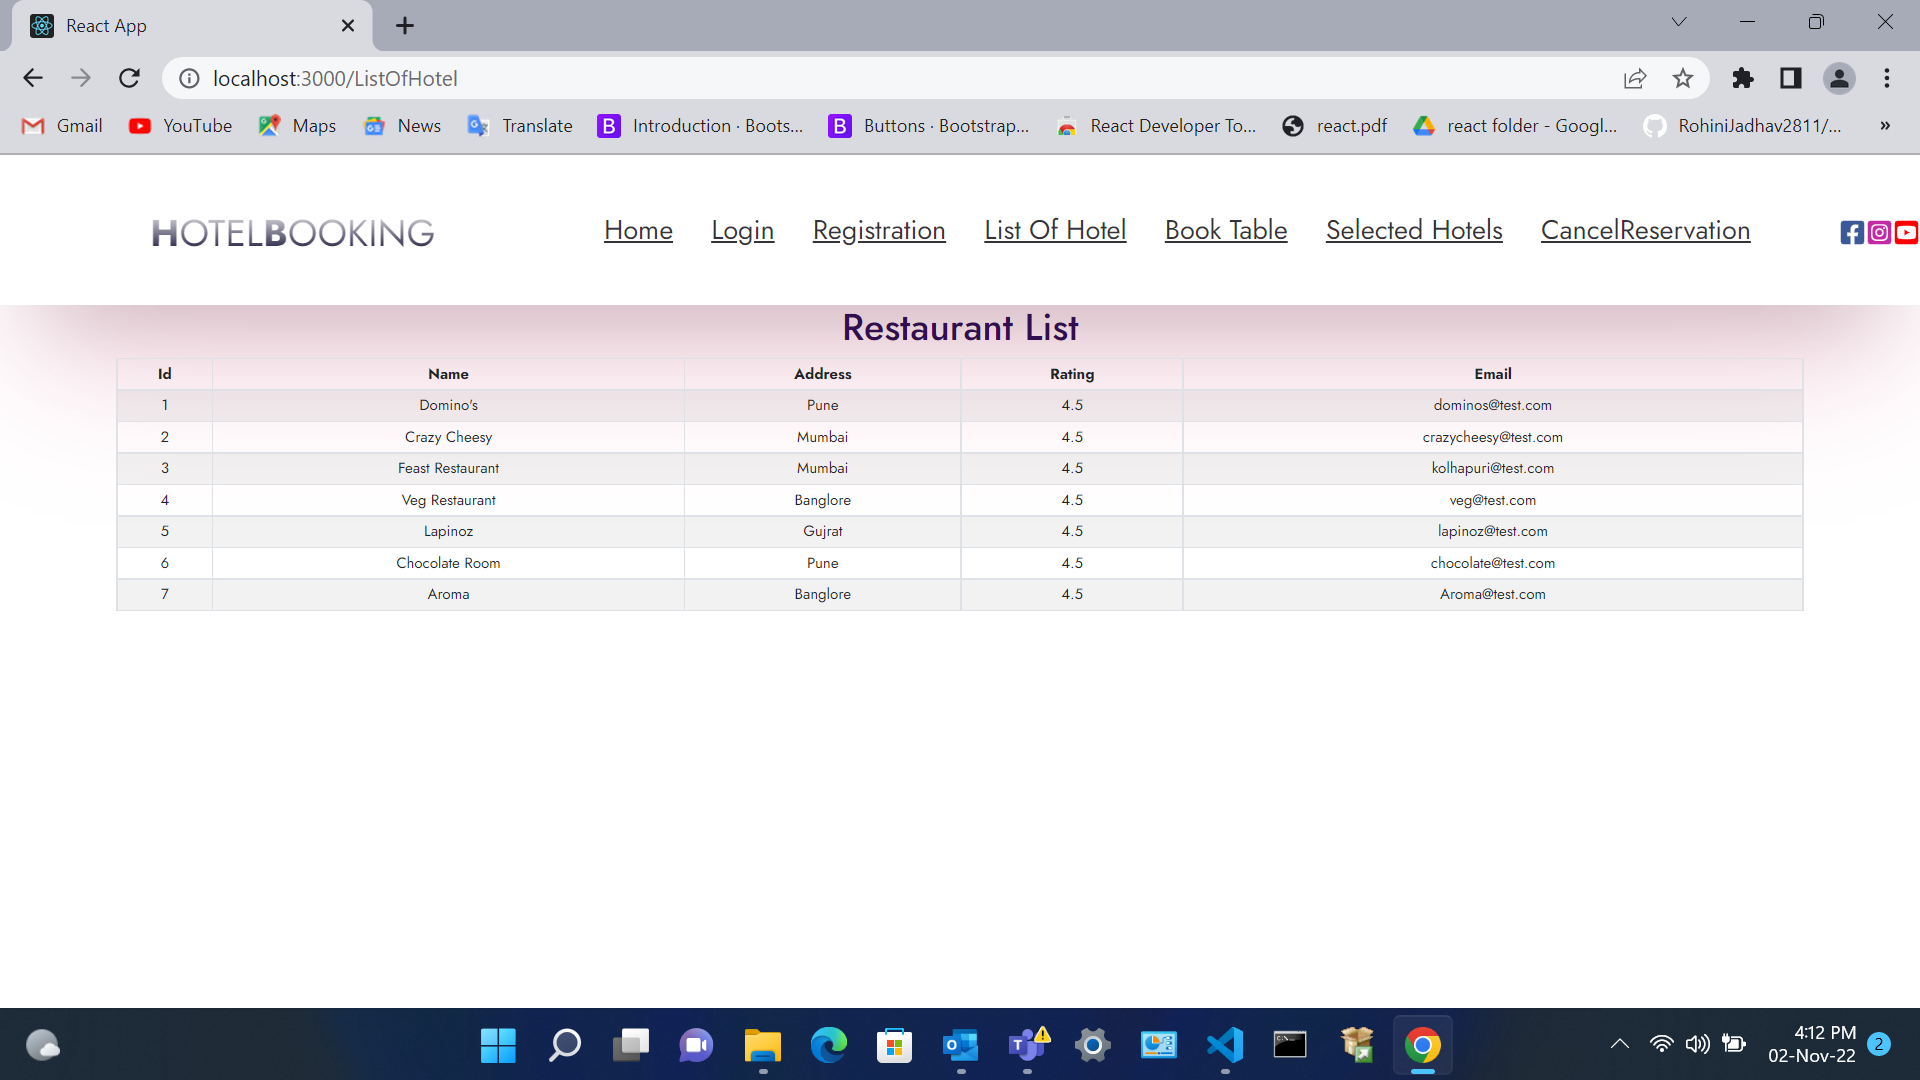 React App
localhost:3000/ListOfHotel
Gmail YouTube Maps News Translate Introduction · Boots... Buttons · Bootstrap... React Developer To... react.pdf react folder - Googl... RohiniJadhav2811/... »
HOTELBOOKING Home Login Registration List Of Hotel Book Table Selected Hotels CancelReservation
Restaurant List
Id Name Address Rating Email
1 Domino's Pune 4.5 dominos@test.com
2 Crazy Cheesy Mumbai 4.5 crazycheesy@test.com
3 Feast Restaurant Mumbai 4.5 kolhapuri@test.com
4 Veg Restaurant Banglore 4.5 veg@test.com
5 Lapinoz Gujrat 4.5 lapinoz@test.com
6 Chocolate Room Pune 4.5 chocolate@test.com
7 Aroma Banglore 4.5 Aroma@test.com
4:12 PM
02-Nov-22 2